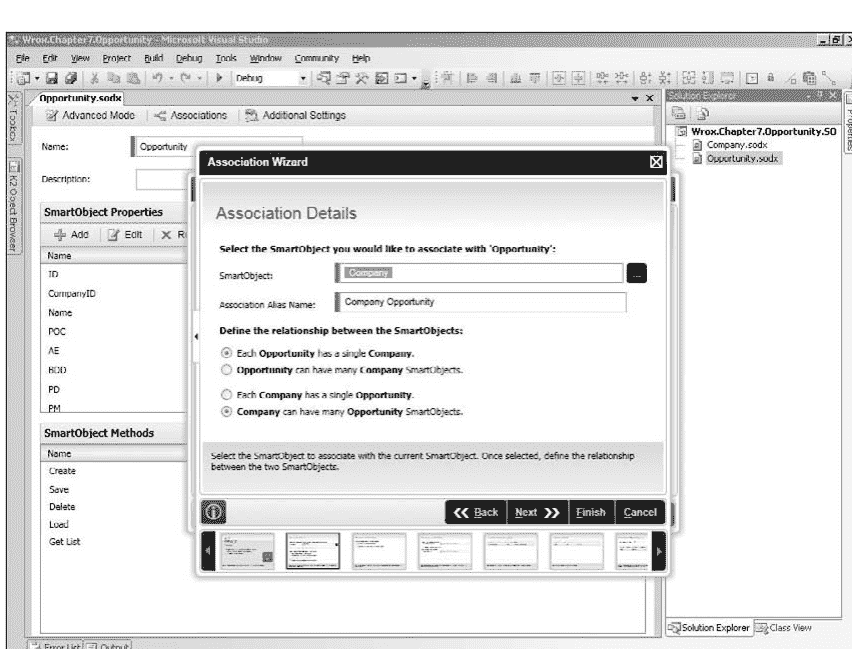 Wrox.Chapter7.Opportunity - Microsoft Visual Studio
File Edit View Project Build Debug Tools Window Community Help
Debug
Opportunity.sodx
Advanced Mode Associations Additional Settings
Name: Opportunity
Description:
SmartObject Properties
Add Edit
Name
ID
CompanyID
Name
POC
AE
BDD
PD
PM
SmartObject Methods
Name
Create
Save
Delete
Load
Get List
Toolbox
K2 Object Browser
Association Wizard
Association Details
Select the SmartObject you would like to associate with 'Opportunity':
SmartObject: Company ...
Association Alias Name: Company Opportunity
Define the relationship between the SmartObjects:
Each Opportunity has a single Company.
Opportunity can have many Company SmartObjects.
Each Company has a single Opportunity.
Company can have many Opportunity SmartObjects.
Select the SmartObject to associate with the current SmartObject. Once selected, define the relationship
between the two SmartObjects.
Back Next Finish Cancel
Solution Explorer
Wrox.Chapter7.Opportunity.SO
Company.sodx
Opportunity.sodx
Properties
Solution Explorer Class View
Error List Output